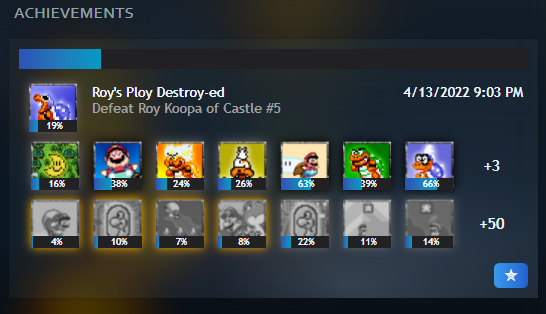 ACHIEVEMENTS
Roy's Ploy Destroy-ed 4/13/2022 9:03 PM
Defeat Roy Koopa of Castle #5
19%
16% 38% 24% 26% 63% 39% 66% +3
4% 10% 7% 8% 22% 11% 14% +50